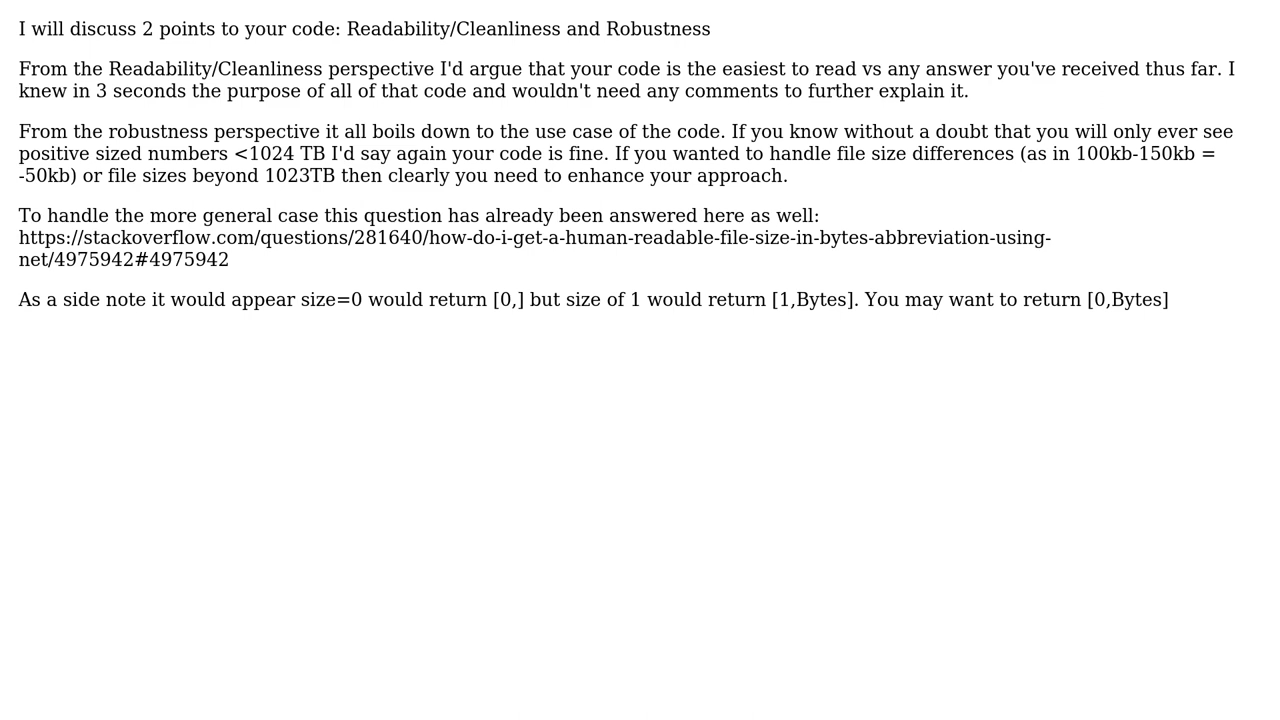 I will discuss 2 points to your code: Readability/Cleanliness and Robustness
From the Readability/Cleanliness perspective I'd argue that your code is the easiest to read vs any answer you've received thus far. I
knew in 3 seconds the purpose of all of that code and wouldn't need any comments to further explain it.
From the robustness perspective it all boils down to the use case of the code. If you know without a doubt that you will only ever see
positive sized numbers <1024 TB I'd say again your code is fine. If you wanted to handle file size differences (as in 100kb-150kb =
-50kb) or file sizes beyond 1023TB then clearly you need to enhance your approach.
To handle the more general case this question has already been answered here as well:
https://stackoverflow.com/questions/281640/how-do-i-get-a-human-readable-file-size-in-bytes-abbreviation-using-
net/4975942#4975942
As a side note it would appear size=0 would return [0,] but size of 1 would return [1,Bytes]. You may want to return [0,Bytes]